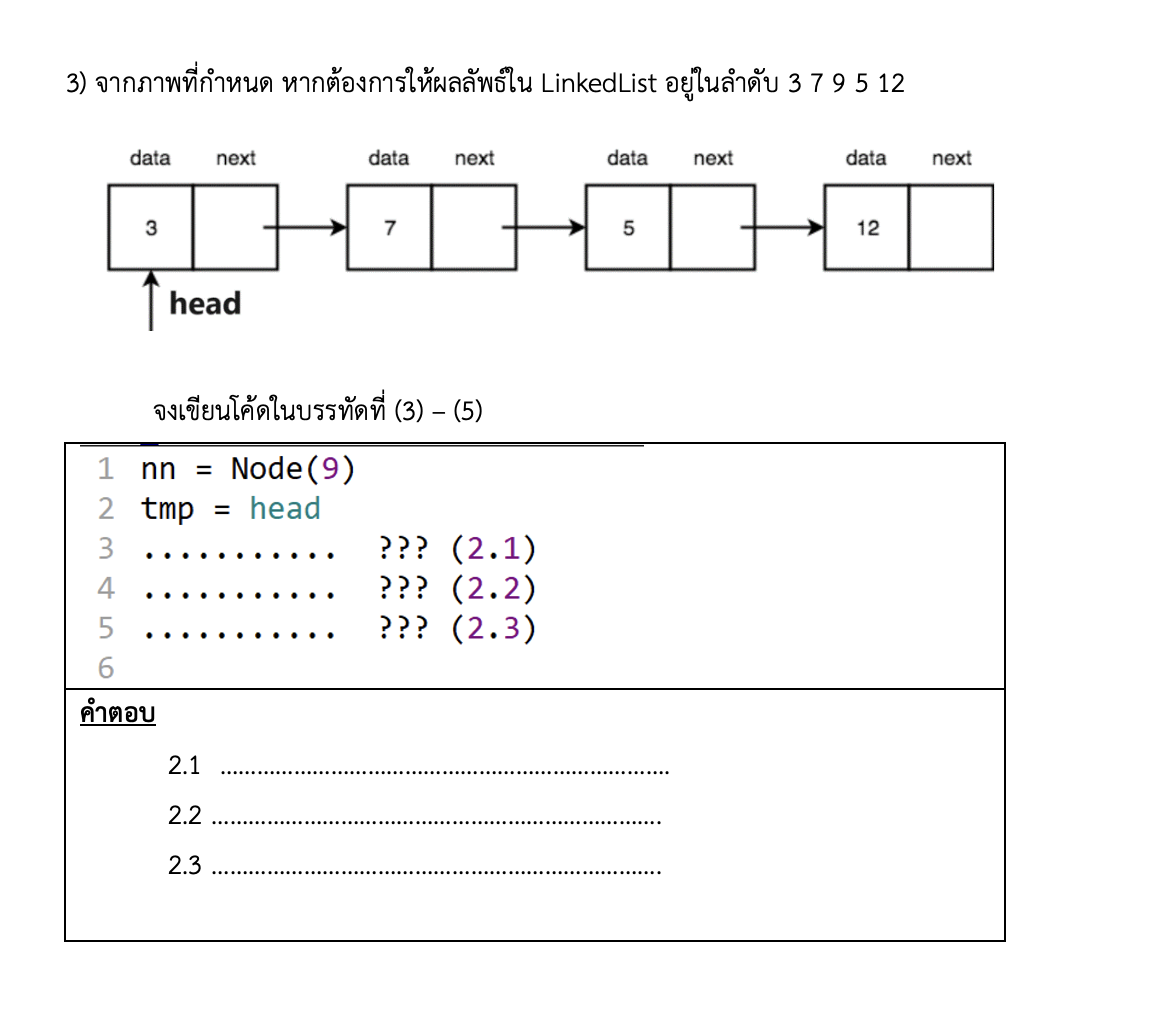 3) จากภาพที่กำหนด หากต้องการให้ผลลัพธ์ใน LinkedList อยู่ในลำดับ 3 7 9 5 12
data next data next data next data next
3 7 5 12
head
จงเขียนโค้ดในบรรทัดที่ (3) – (5)
1 nn = Node(9)
2 tmp = head
3 ........... ??? (2.1)
4 ........... ??? (2.2)
5 ........... ??? (2.3)
6
คำตอบ
2.1 ..........................................................................
2.2 ..........................................................................
2.3 ..........................................................................